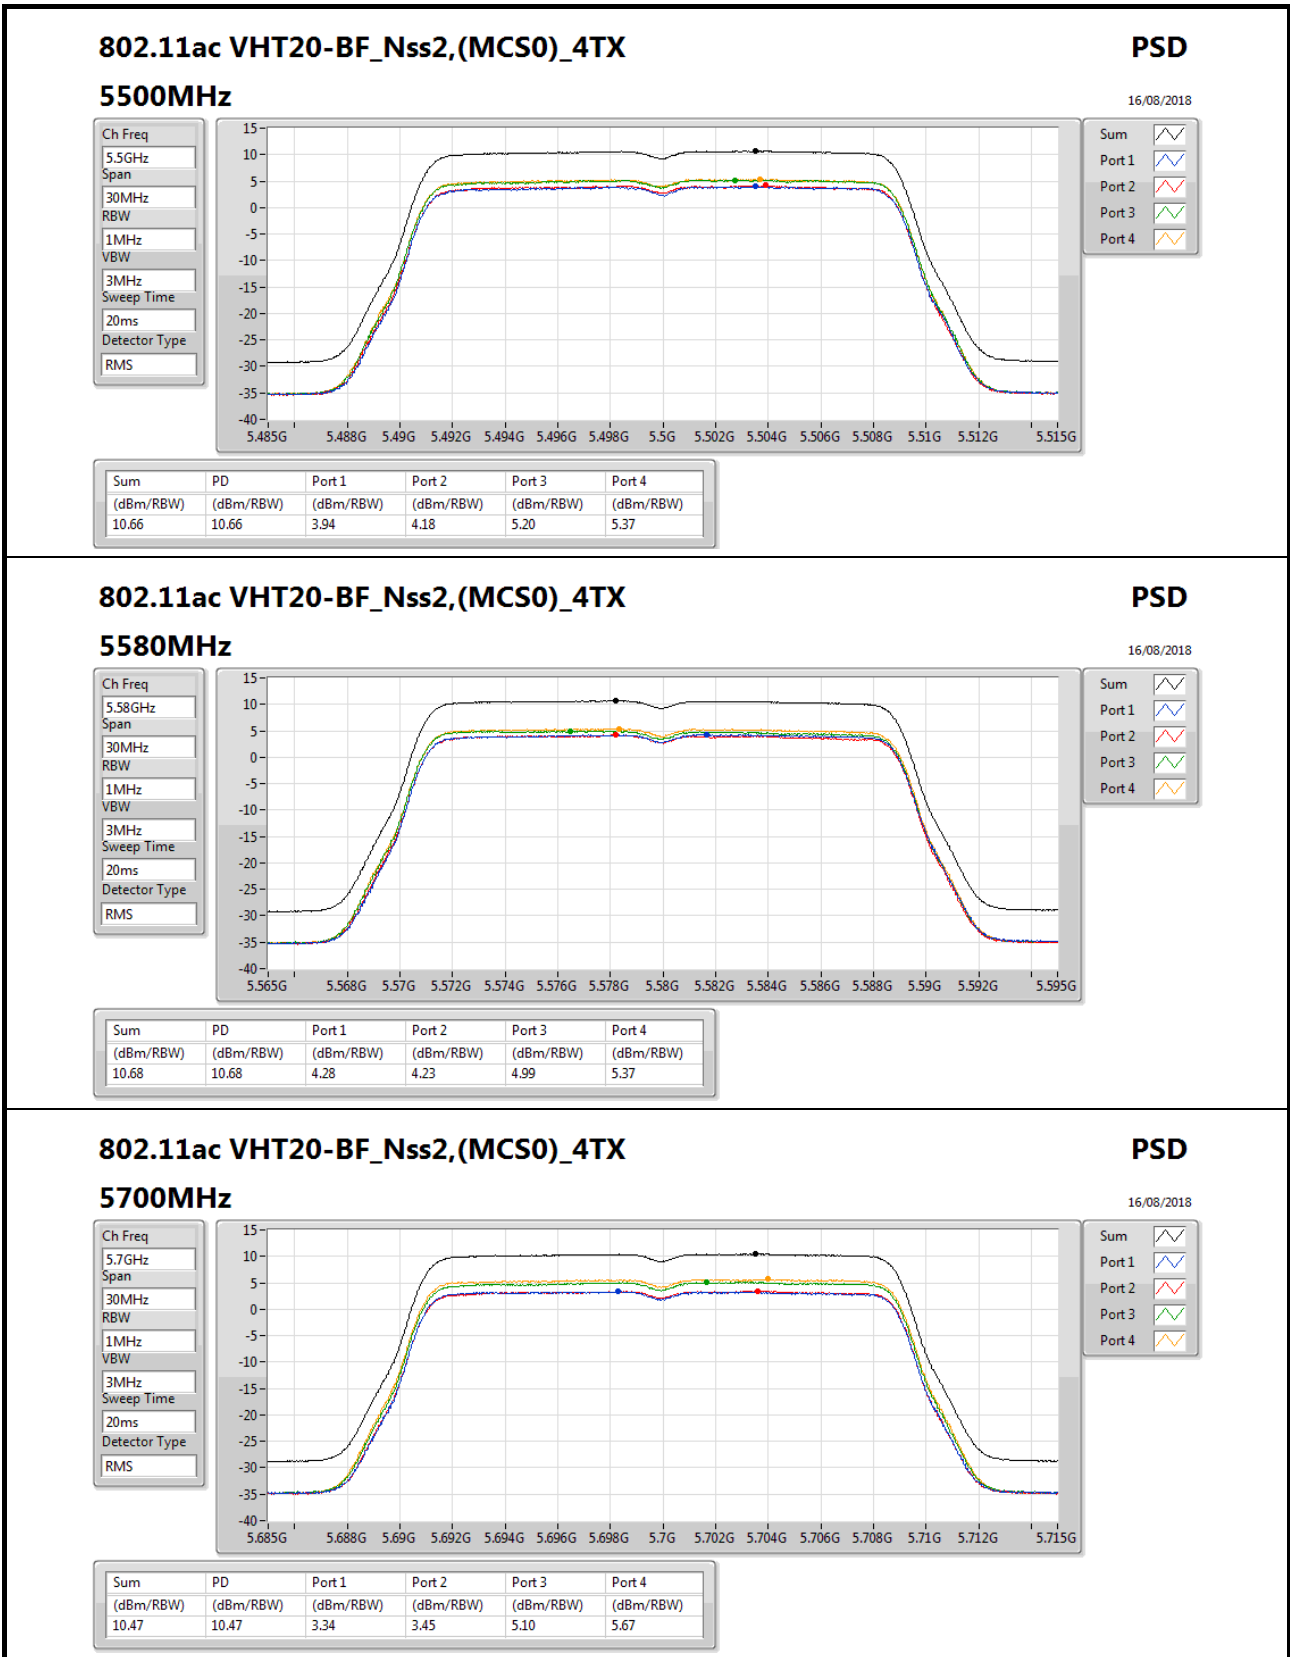 802.11ac VHT20-BF_Nss2,(MCS0)_4TX PSD
5500MHz 16/08/2018
Ch Freq
5.5GHz
Span
30MHz
RBW
1MHz
VBW
3MHz
Sweep Time
20ms
Detector Type
RMS
15
10
5
0
-5
-10
-15
-20
-25
-30
-35
-40
5.485G 5.488G 5.49G 5.492G 5.494G 5.496G 5.498G 5.5G 5.502G 5.504G 5.506G 5.508G 5.51G 5.512G 5.515G
Sum
Port 1
Port 2
Port 3
Port 4
Sum PD Port 1 Port 2 Port 3 Port 4
(dBm/RBW) (dBm/RBW) (dBm/RBW) (dBm/RBW) (dBm/RBW) (dBm/RBW)
10.66 10.66 3.94 4.18 5.20 5.37
802.11ac VHT20-BF_Nss2,(MCS0)_4TX PSD
5580MHz 16/08/2018
Ch Freq
5.58GHz
Span
30MHz
RBW
1MHz
VBW
3MHz
Sweep Time
20ms
Detector Type
RMS
15
10
5
0
-5
-10
-15
-20
-25
-30
-35
-40
5.565G 5.568G 5.57G 5.572G 5.574G 5.576G 5.578G 5.58G 5.582G 5.584G 5.586G 5.588G 5.59G 5.592G 5.595G
Sum
Port 1
Port 2
Port 3
Port 4
Sum PD Port 1 Port 2 Port 3 Port 4
(dBm/RBW) (dBm/RBW) (dBm/RBW) (dBm/RBW) (dBm/RBW) (dBm/RBW)
10.68 10.68 4.28 4.23 4.99 5.37
802.11ac VHT20-BF_Nss2,(MCS0)_4TX PSD
5700MHz 16/08/2018
Ch Freq
5.7GHz
Span
30MHz
RBW
1MHz
VBW
3MHz
Sweep Time
20ms
Detector Type
RMS
15
10
5
0
-5
-10
-15
-20
-25
-30
-35
-40
5.685G 5.688G 5.69G 5.692G 5.694G 5.696G 5.698G 5.7G 5.702G 5.704G 5.706G 5.708G 5.71G 5.712G 5.715G
Sum
Port 1
Port 2
Port 3
Port 4
Sum PD Port 1 Port 2 Port 3 Port 4
(dBm/RBW) (dBm/RBW) (dBm/RBW) (dBm/RBW) (dBm/RBW) (dBm/RBW)
10.47 10.47 3.34 3.45 5.10 5.67